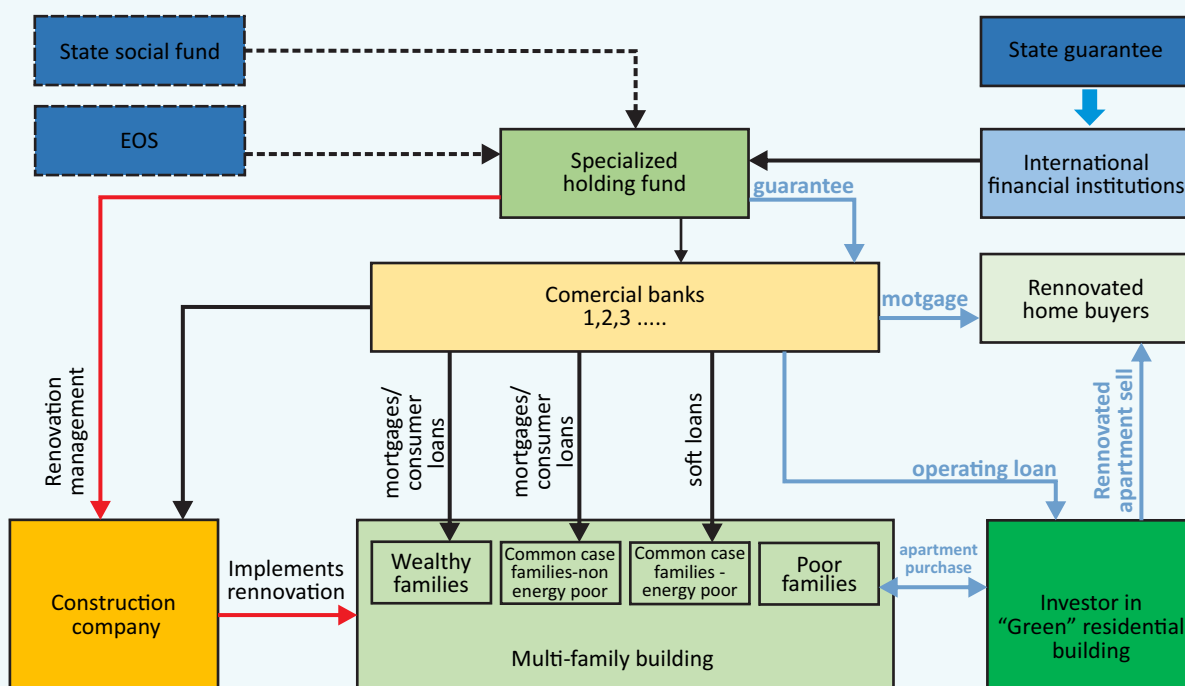 State social fund
State guarantee
EOS
Specialized
holding fund
International
financial institutions
guarantee
Comercial banks
1,2,3 .....
motgage
Rennovated
home buyers
Renovation
management
mortgages/
consumer
loans
mortgages/
consumer
loans
soft loans
operating loan
Rennovated
apartment sell
Construction
company
Implements
rennovation
Wealthy
families
Common case
families-non
energy poor
Common case
families -
energy poor
Poor
families
Multi-family building
apartment
purchase
Investor in
“Green” residential
building